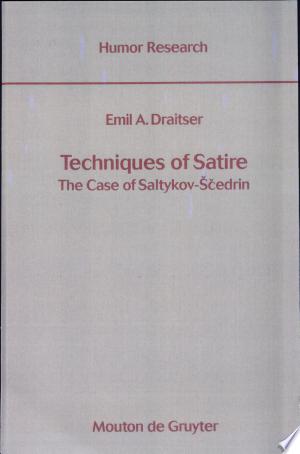 Humor Research
Emil A. Draitser
Techniques of Satire
The Case of Saltykov-Ščedrin
Mouton de Gruyter